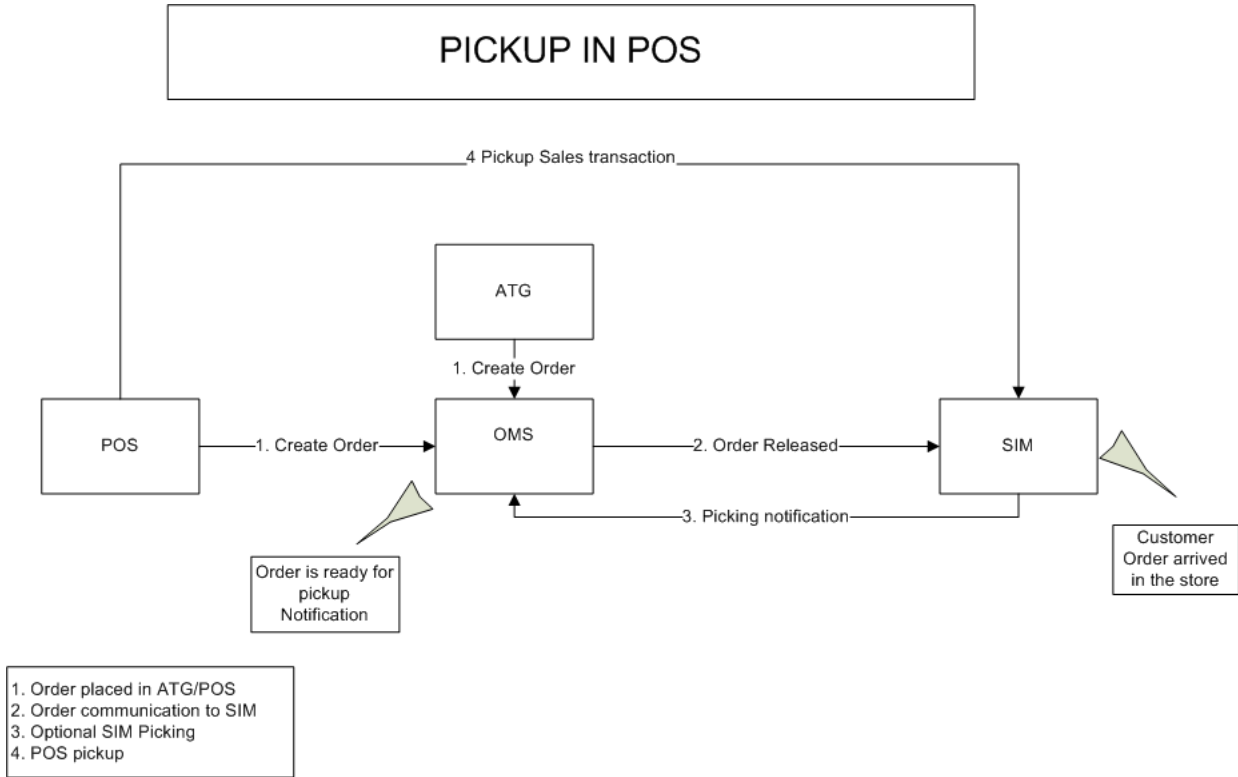 PICKUP IN POS
4 Pickup Sales transaction
ATG
1. Create Order
POS
1. Create Order
OMS
2. Order Released
SIM
3. Picking notification
Order is ready for
pickup
Notification
Customer
Order arrived
in the store
1. Order placed in ATG/POS
2. Order communication to SIM
3. Optional SIM Picking
4. POS pickup